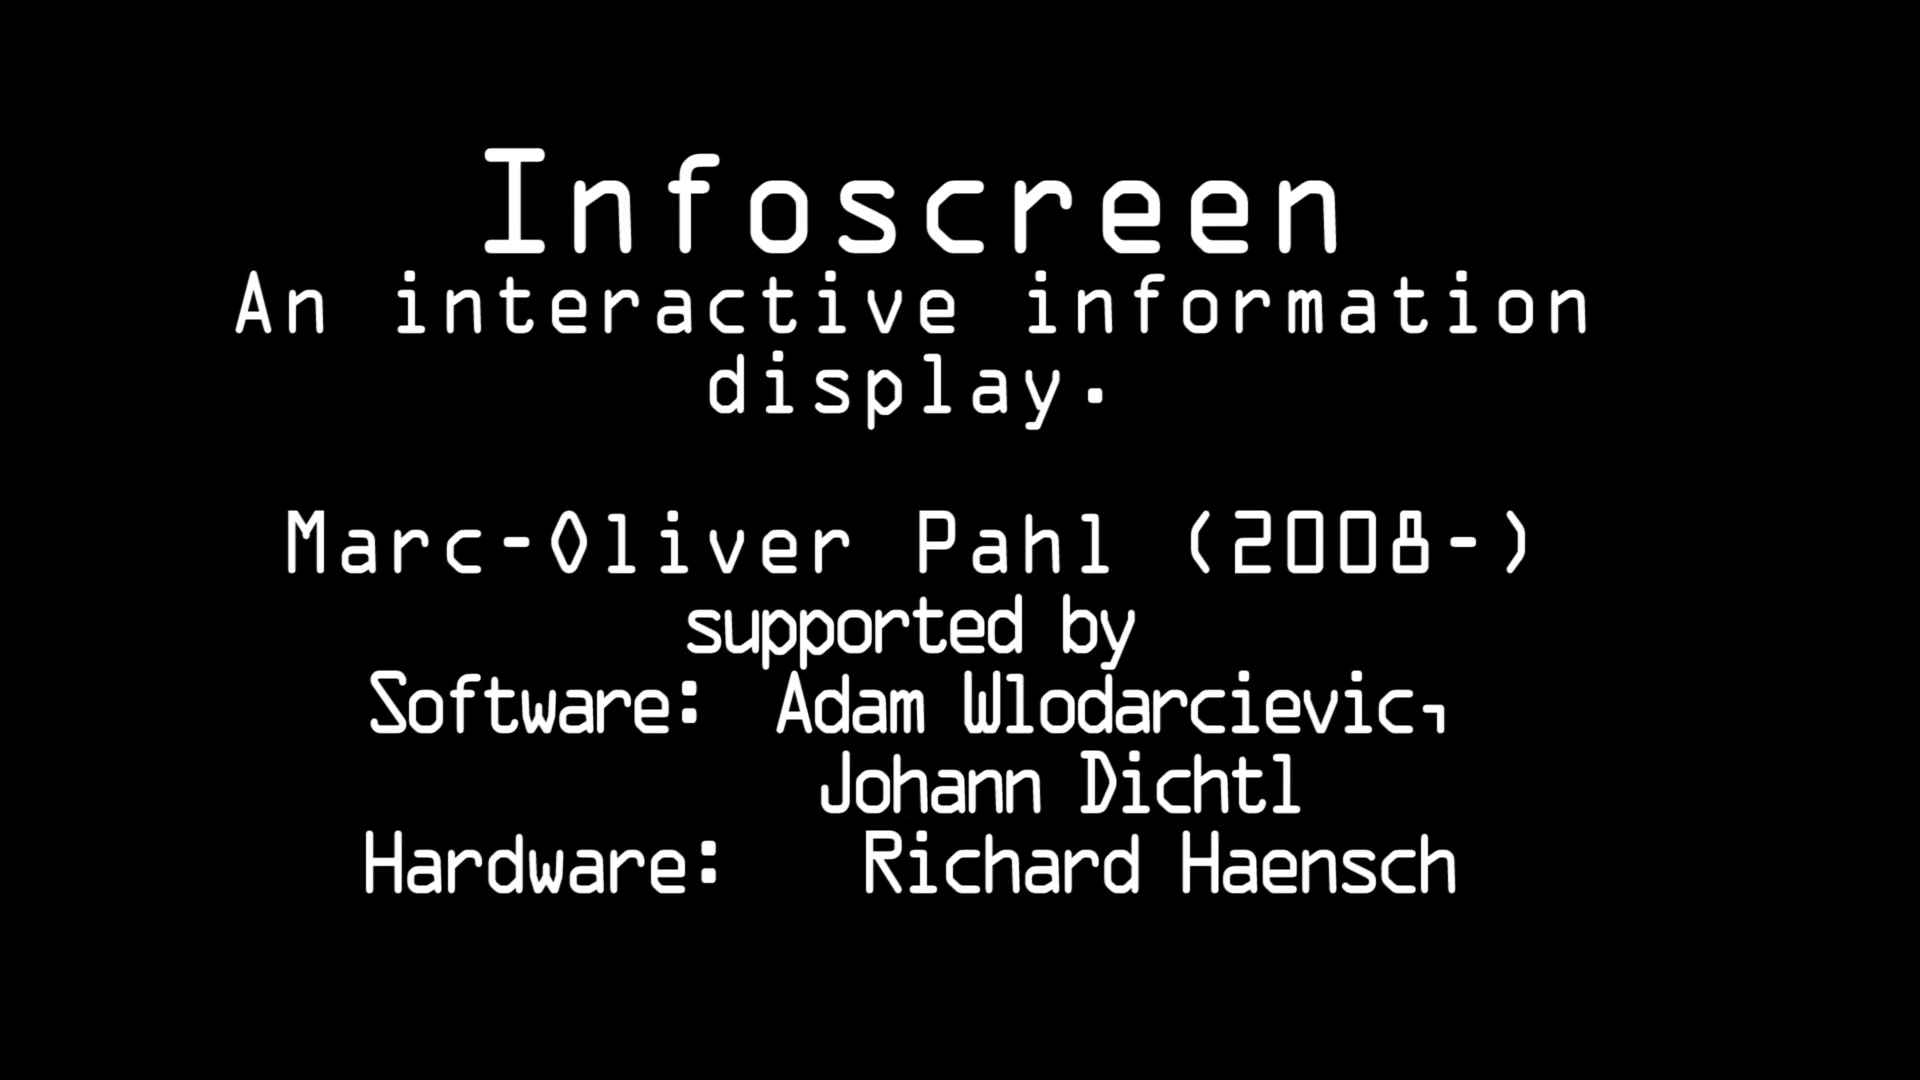 Infoscreen
An interactive information
display.
Marc-Oliver Pahl (2008-)
supported by
Software: Adam Wlodarcievic,
Johann Dichtl
Hardware: Richard Haensch